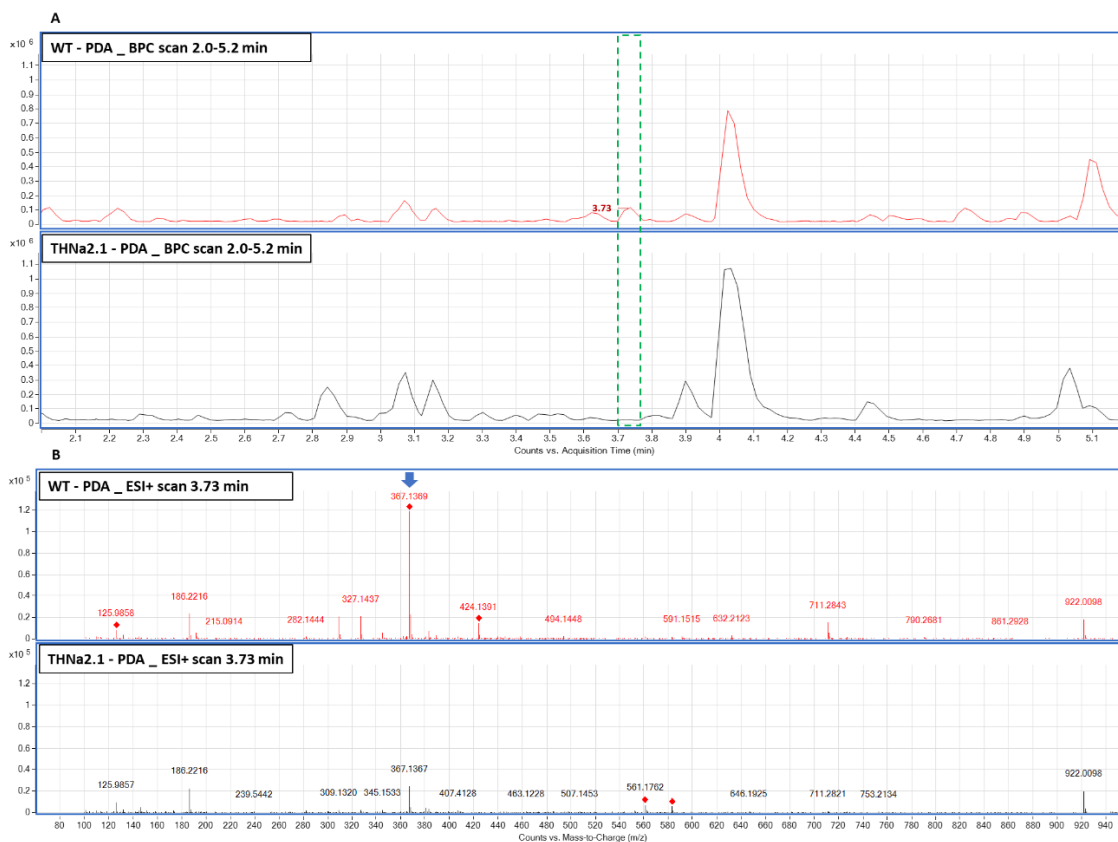 A
x10 6
WT - PDA _ BPC scan 2.0-5.2 min
1.1
1
0.9
0.8
0.7
0.6
0.5
0.4
0.3
0.2
0.1
0
3.73
x10 6
THNa2.1 - PDA _ BPC scan 2.0-5.2 min
1.1
1
0.9
0.8
0.7
0.6
0.5
0.4
0.3
0.2
0.1
0
2.1 2.2 2.3 2.4 2.5 2.6 2.7 2.8 2.9 3 3.1 3.2 3.3 3.4 3.5 3.6 3.7 3.8 3.9 4 4.1 4.2 4.3 4.4 4.5 4.6 4.7 4.8 4.9 5 5.1
Counts vs. Acquisition Time (min)
B
x10 5
WT - PDA _ ESI+ scan 3.73 min
1.2
1
0.8
0.6
0.4
0.2
0
125.9858 186.2216 215.0914 282.1444 327.1437 367.1369 424.1391 494.1448 591.1515 632.2123 711.2843 790.2681 861.2928 922.0098
x10 5
THNa2.1 - PDA _ ESI+ scan 3.73 min
1.2
1
0.8
0.6
0.4
0.2
0
125.9857 186.2216 239.5442 309.1320 345.1533 367.1367 407.4128 463.1228 507.1453 561.1762 646.1925 711.2821 753.2134 922.0098
80 100 120 140 160 180 200 220 240 260 280 300 320 340 360 380 400 420 440 460 480 500 520 540 560 580 600 620 640 660 680 700 720 740 760 780 800 820 840 860 880 900 920 940
Counts vs. Mass-to-Charge (m/z)